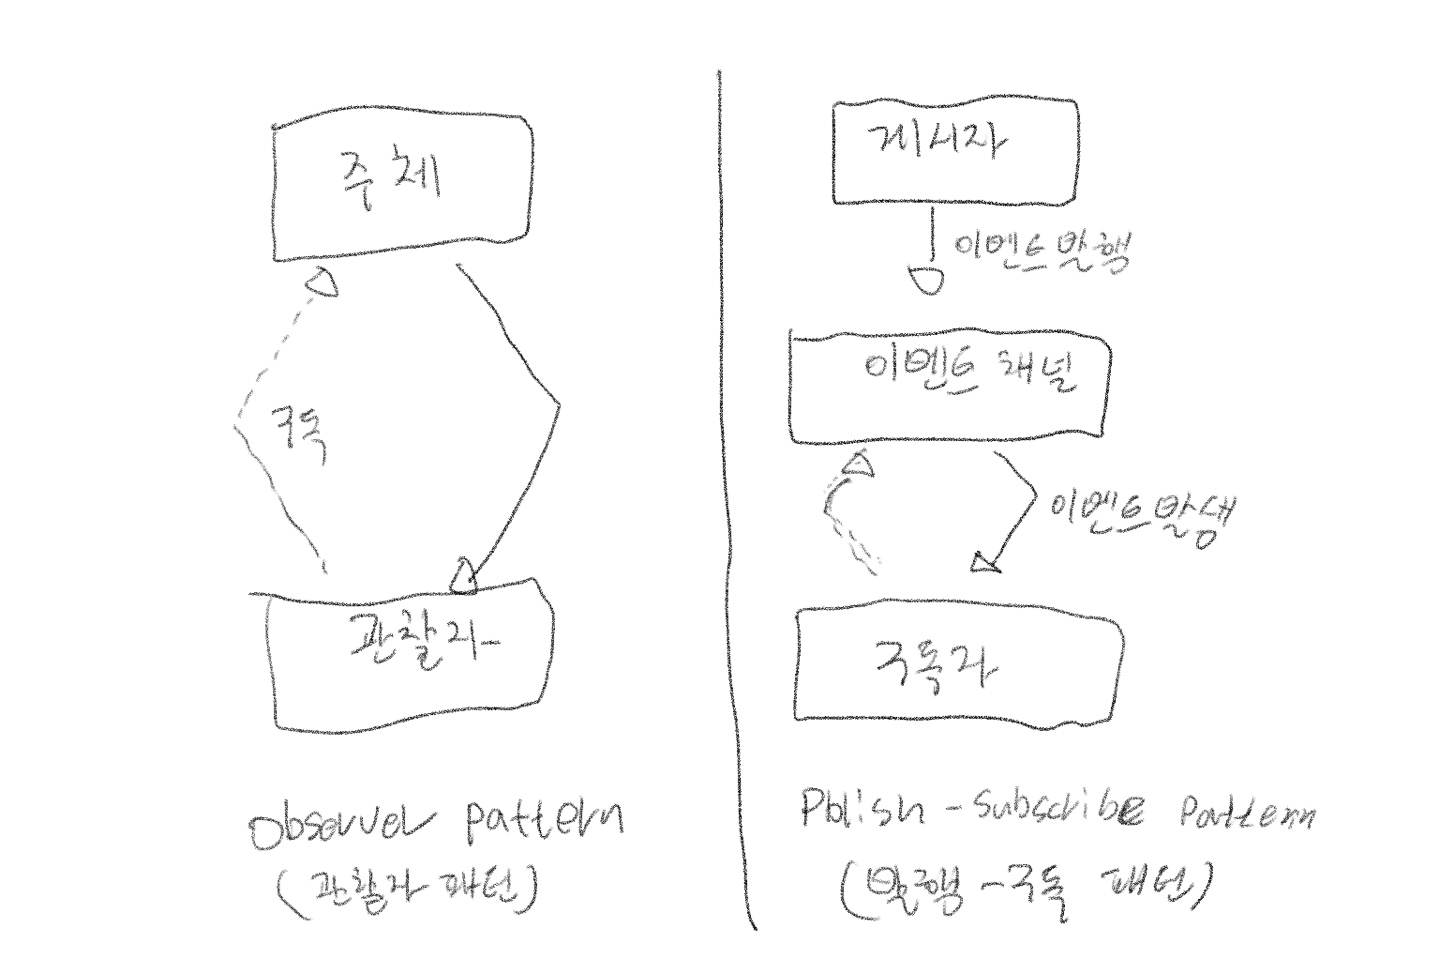 주체
구독
관찰자
Observer pattern
(관찰자 패턴)
게시자
이벤트 발행
이벤트 채널
이벤트 발생
구독자
Pblish - Subscribe Pattern
(발행 - 구독 패턴)